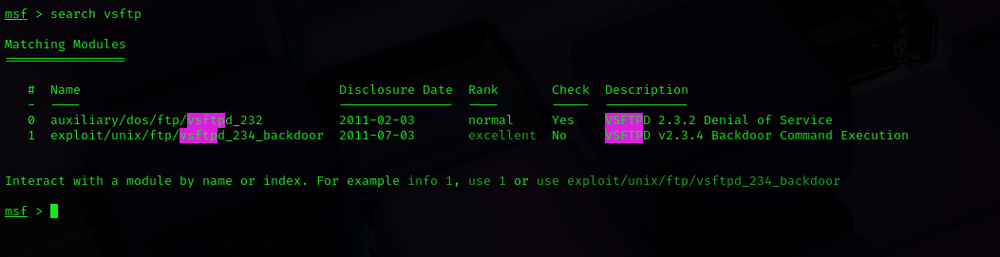 msf > search vsftp
Matching Modules
================
# Name Disclosure Date Rank Check Description
- ---- --------------- ---- ----- -----------
0 auxiliary/dos/ftp/vsftpd_232 2011-02-03 normal Yes VSFTPD 2.3.2 Denial of Service
1 exploit/unix/ftp/vsftpd_234_backdoor 2011-07-03 excellent No VSFTPD v2.3.4 Backdoor Command Execution
Interact with a module by name or index. For example info 1, use 1 or use exploit/unix/ftp/vsftpd_234_backdoor
msf >